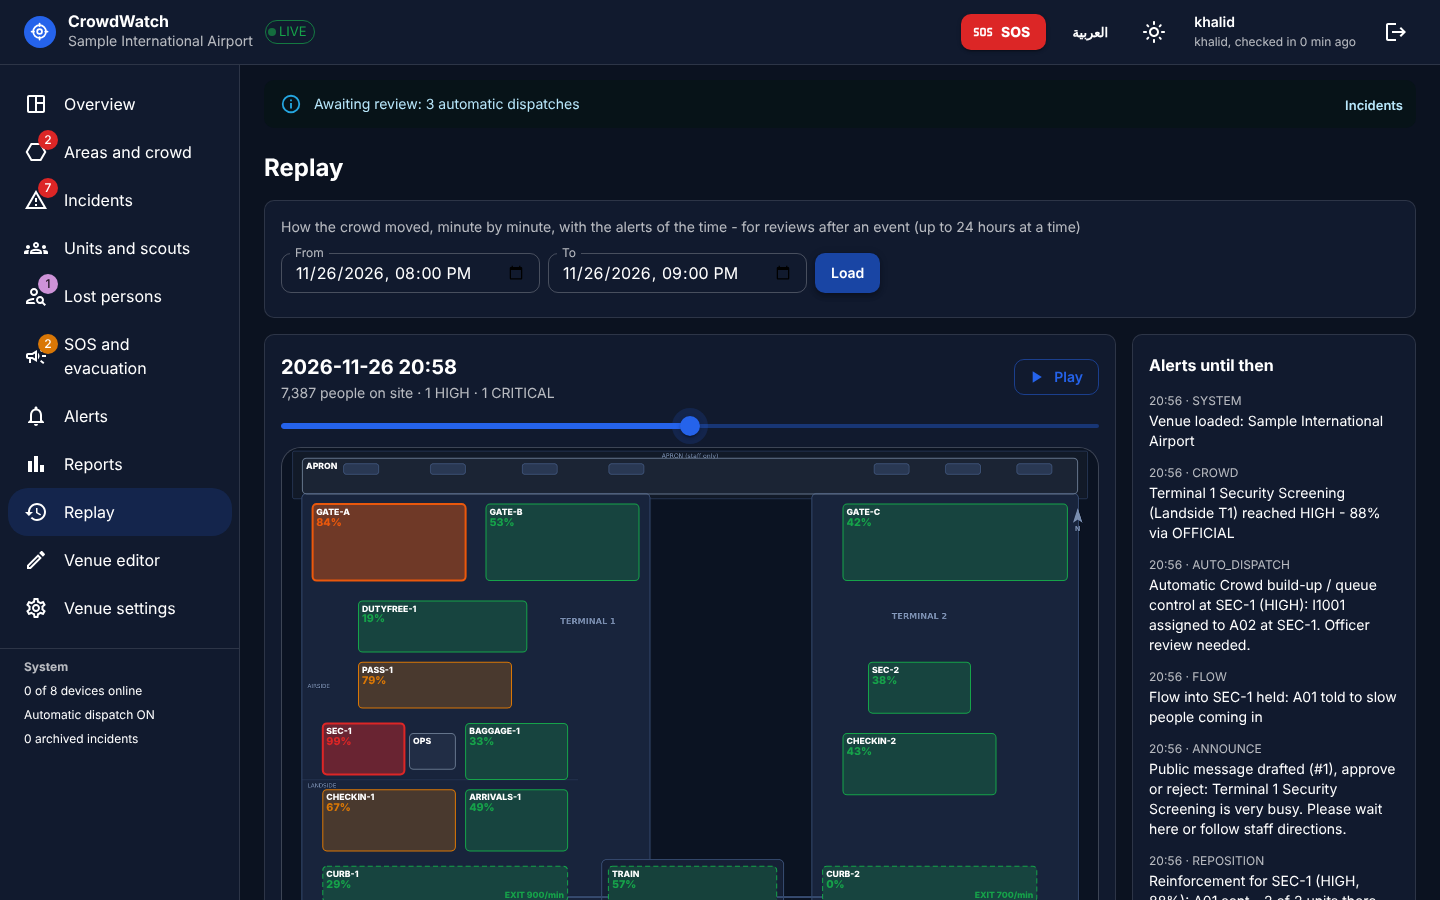 CrowdWatch
Sample International Airport
LIVE
SOS SOS
العربية
khalid
khalid, checked in 0 min ago
Overview
2
Areas and crowd
7
Incidents
Units and scouts
1
Lost persons
2
SOS and
evacuation
Alerts
Reports
Replay
Venue editor
Venue settings
System
0 of 8 devices online
Automatic dispatch ON
0 archived incidents
Awaiting review: 3 automatic dispatches
Incidents
Replay
How the crowd moved, minute by minute, with the alerts of the time - for reviews after an event (up to 24 hours at a time)
From
11/26/2026, 08:00 PM
To
11/26/2026, 09:00 PM
Load
2026-11-26 20:58
7,387 people on site · 1 HIGH · 1 CRITICAL
Play
APRON (staff only)
APRON
GATE-A
84%
GATE-B
53%
GATE-C
42%
N
DUTYFREE-1
19%
TERMINAL 1
TERMINAL 2
PASS-1
79%
AIRSIDE
SEC-2
38%
SEC-1
99%
OPS
BAGGAGE-1
33%
CHECKIN-2
43%
LANDSIDE
CHECKIN-1
67%
ARRIVALS-1
49%
CURB-1
29%
EXIT 900/min
TRAIN
57%
CURB-2
0%
EXIT 700/min
Alerts until then
20:56 · SYSTEM
Venue loaded: Sample International
Airport
20:56 · CROWD
Terminal 1 Security Screening
(Landside T1) reached HIGH - 88%
via OFFICIAL
20:56 · AUTO_DISPATCH
Automatic Crowd build-up / queue
control at SEC-1 (HIGH): I1001
assigned to A02 at SEC-1. Officer
review needed.
20:56 · FLOW
Flow into SEC-1 held: A01 told to slow
people coming in
20:56 · ANNOUNCE
Public message drafted (#1), approve
or reject: Terminal 1 Security
Screening is very busy. Please wait
here or follow staff directions.
20:56 · REPOSITION
Reinforcement for SEC-1 (HIGH,